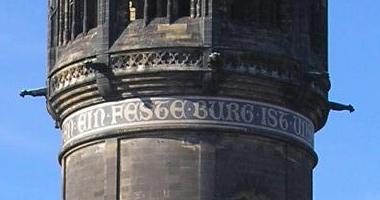 EIN · FESTE · BURG · IST · UN